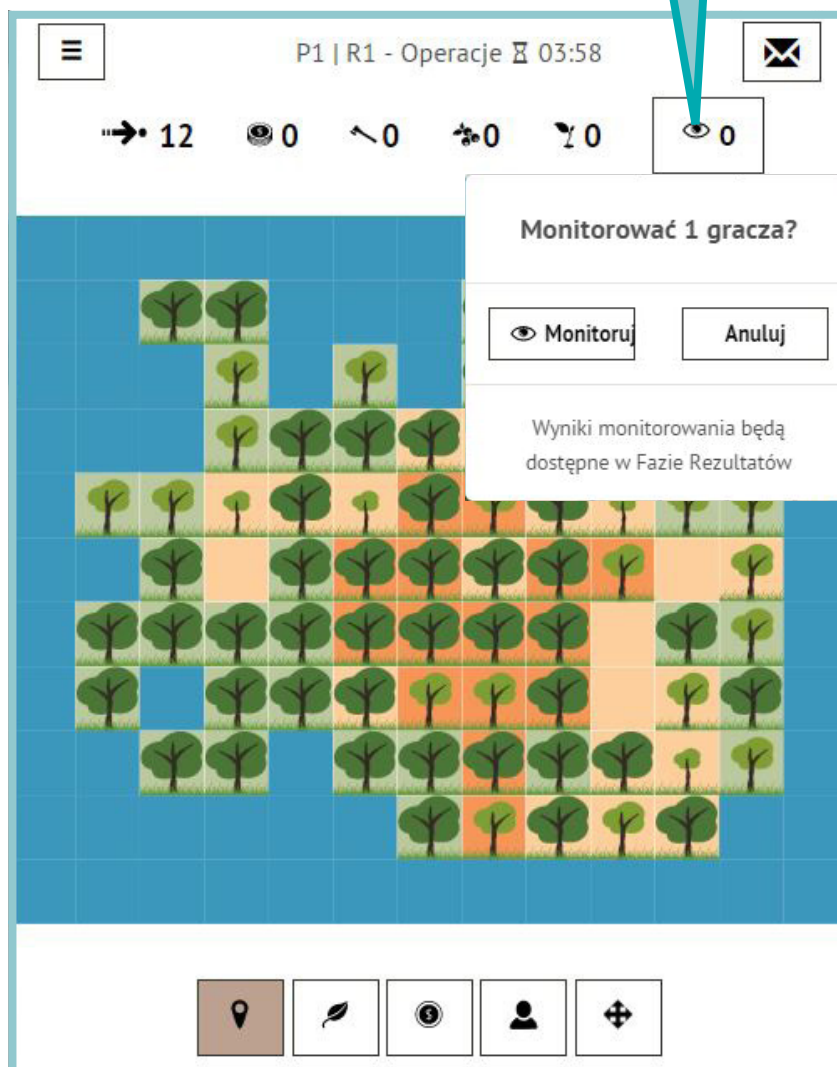 P1 | R1 - Operacje 03:58
12 0 0 0 0 0
Monitorować 1 gracza?
Monitoruj Anuluj
Wyniki monitorowania będą
dostępne w Fazie Rezultatów